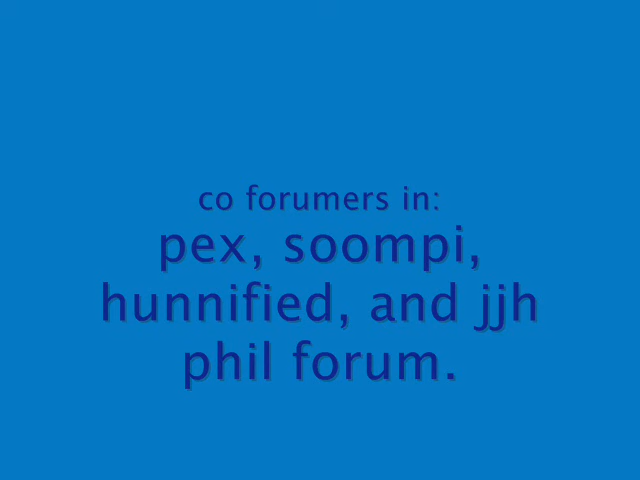 co forumers in:
pex, soompi,
hunnified, and jjh
phil forum.